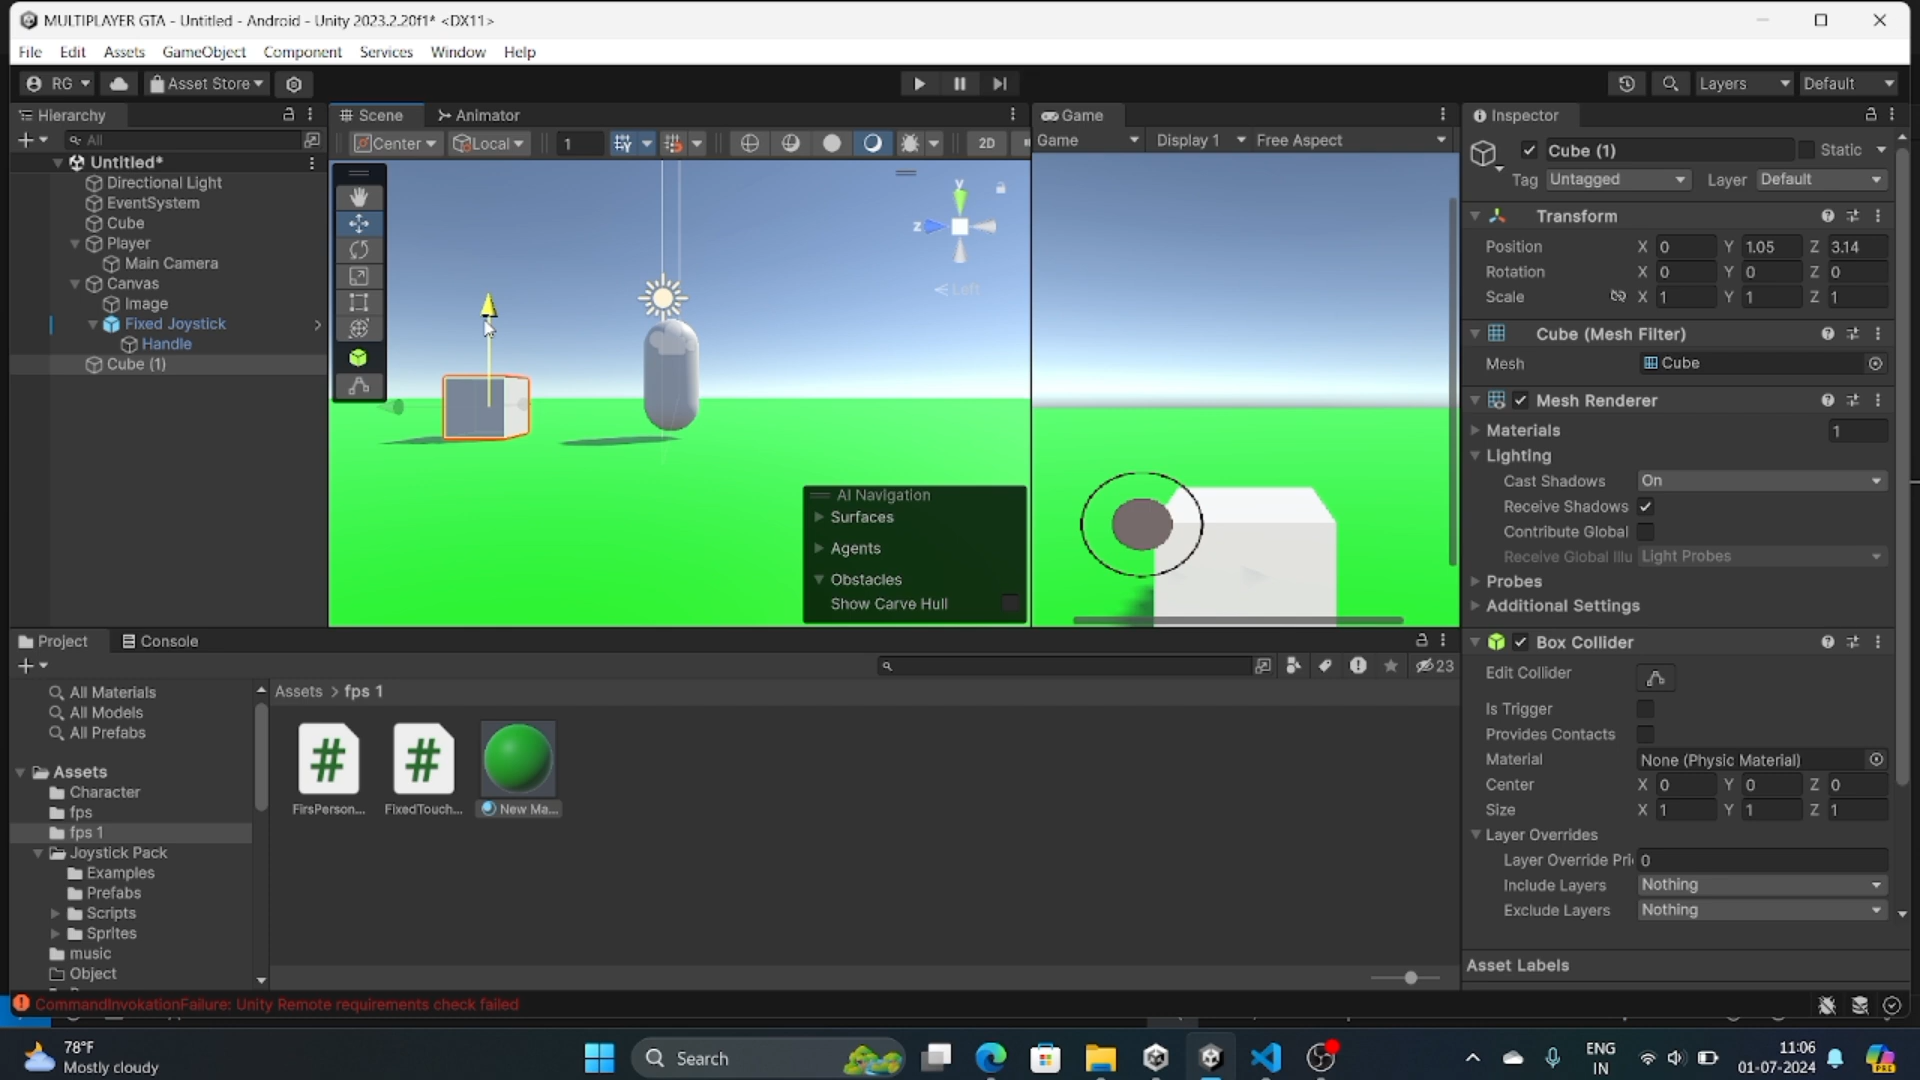 MULTIPLAYER GTA - Untitled - Android - Unity 2023.2.20f1* <DX11>
File Edit Assets GameObject Component Services Window Help
RG Asset Store Layers Default
Hierarchy
All
Untitled*
Directional Light
EventSystem
Cube
Player
Main Camera
Canvas
Image
Fixed Joystick
Handle
Cube (1)
Scene Animator
Center Local 1 2D
y
z
Left
AI Navigation
Surfaces
Agents
Obstacles
Show Carve Hull
Game
Game Display 1 Free Aspect
Inspector
Cube (1) Static
Tag Untagged Layer Default
Transform
Position X 0 Y 1.05 Z 3.14
Rotation X 0 Y 0 Z 0
Scale X 1 Y 1 Z 1
Cube (Mesh Filter)
Mesh Cube
Mesh Renderer
Materials 1
Lighting
Cast Shadows On
Receive Shadows
Contribute Global
Receive Global Illu Light Probes
Probes
Additional Settings
Box Collider
Edit Collider
Is Trigger
Provides Contacts
Material None (Physic Material)
Center X 0 Y 0 Z 0
Size X 1 Y 1 Z 1
Layer Overrides
Layer Override Pri 0
Include Layers Nothing
Exclude Layers Nothing
Asset Labels
Project Console
23
All Materials
All Models
All Prefabs
Assets
Character
fps
fps 1
Joystick Pack
Examples
Prefabs
Scripts
Sprites
music
Object
Assets > fps 1
FirsPerson...
FixedTouch...
New Ma...
CommandInvokationFailure: Unity Remote requirements check failed
78°F
Mostly cloudy
Search
ENG
IN
11:06
01-07-2024
PRE